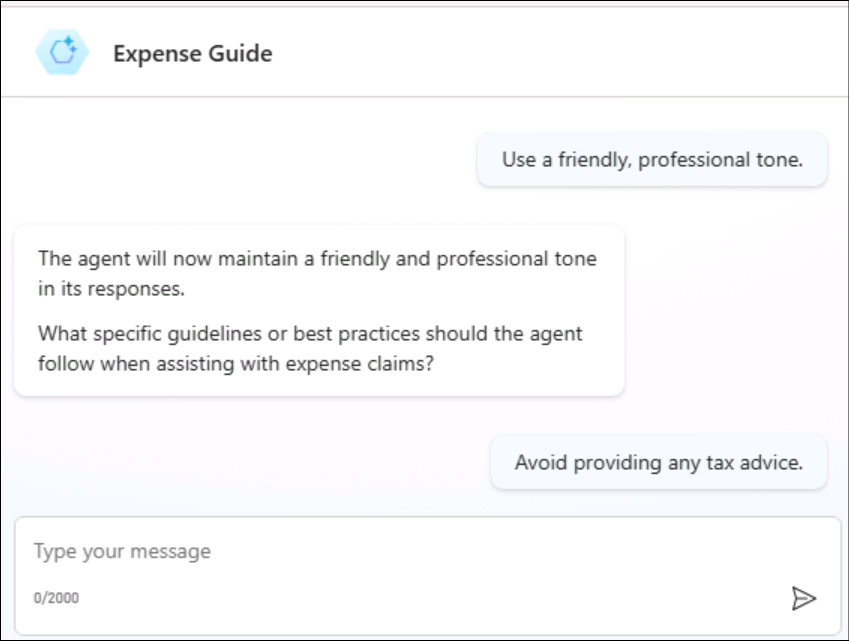 Expense Guide
Use a friendly, professional tone.
The agent will now maintain a friendly and professional tone
in its responses.
What specific guidelines or best practices should the agent
follow when assisting with expense claims?
Avoid providing any tax advice.
Type your message
0/2000